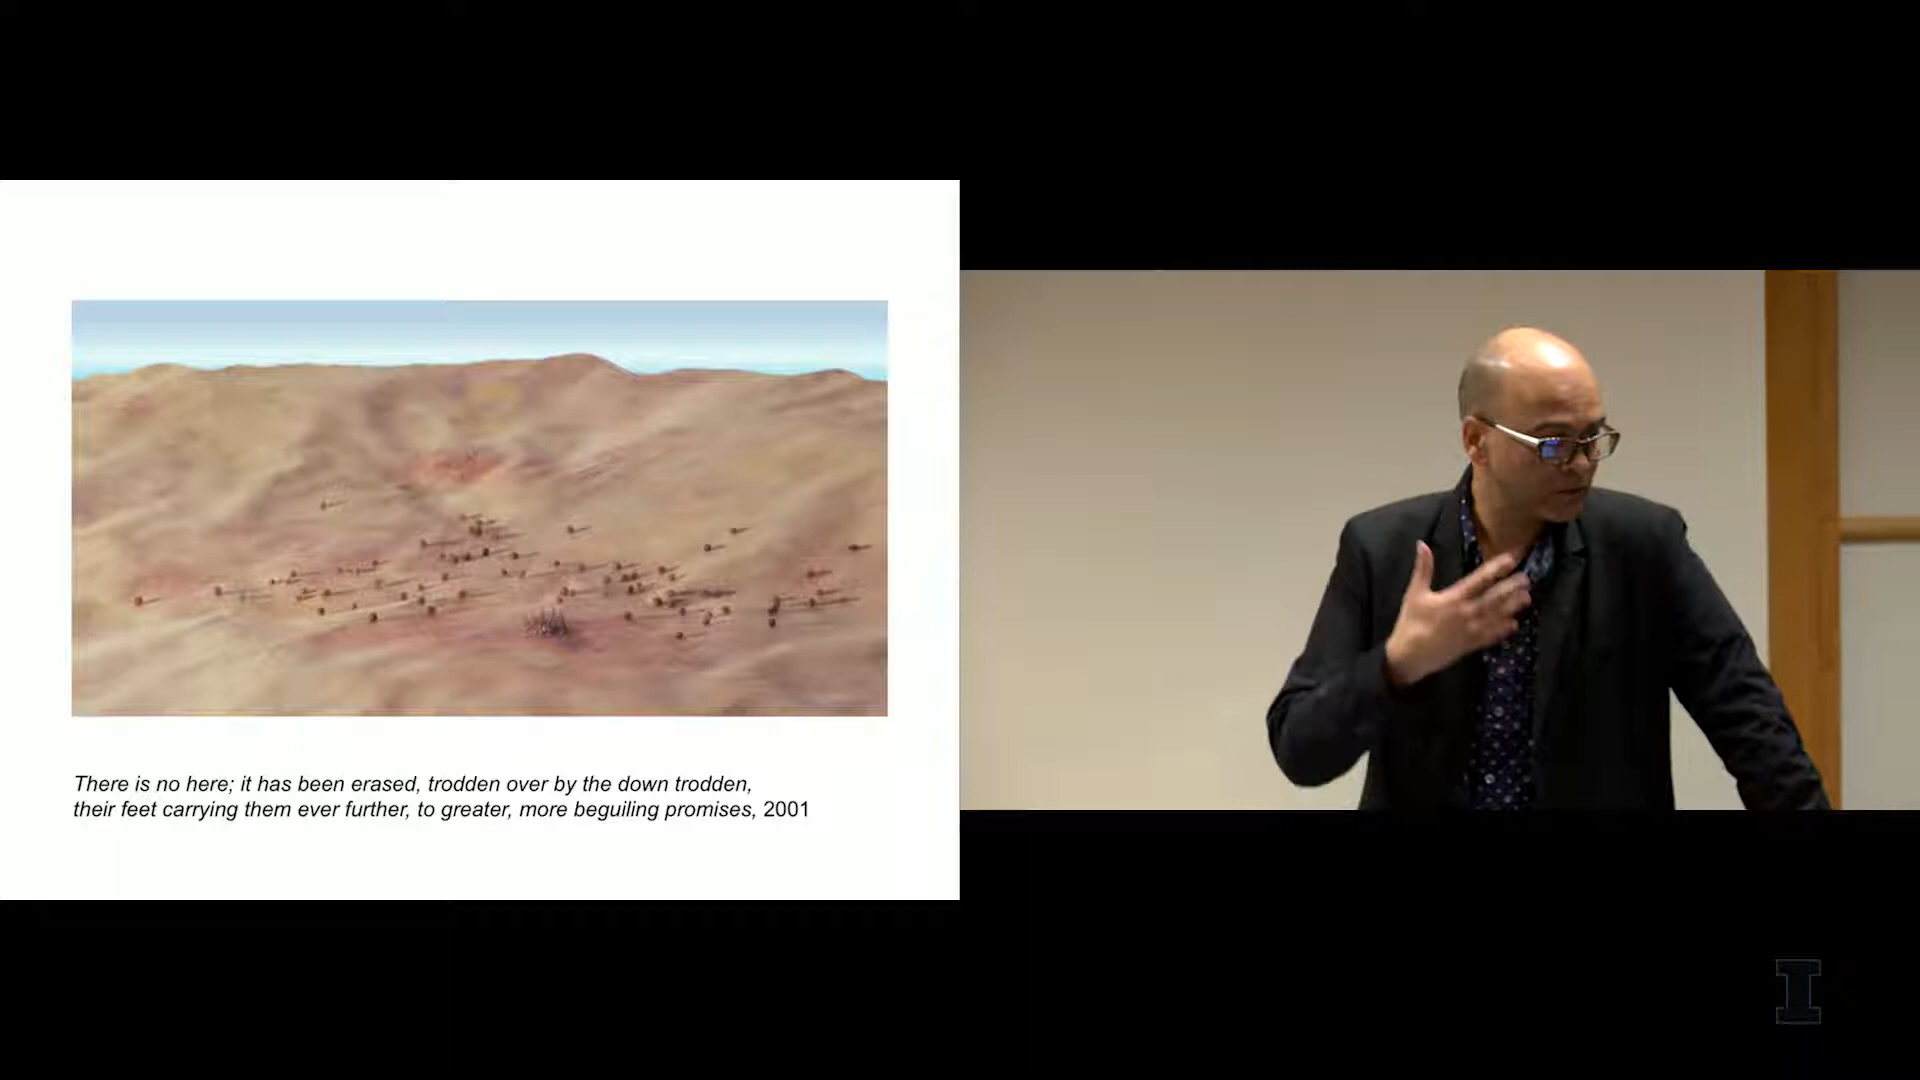 There is no here; it has been erased, trodden over by the down trodden,
their feet carrying them ever further, to greater, more beguiling promises, 2001
I